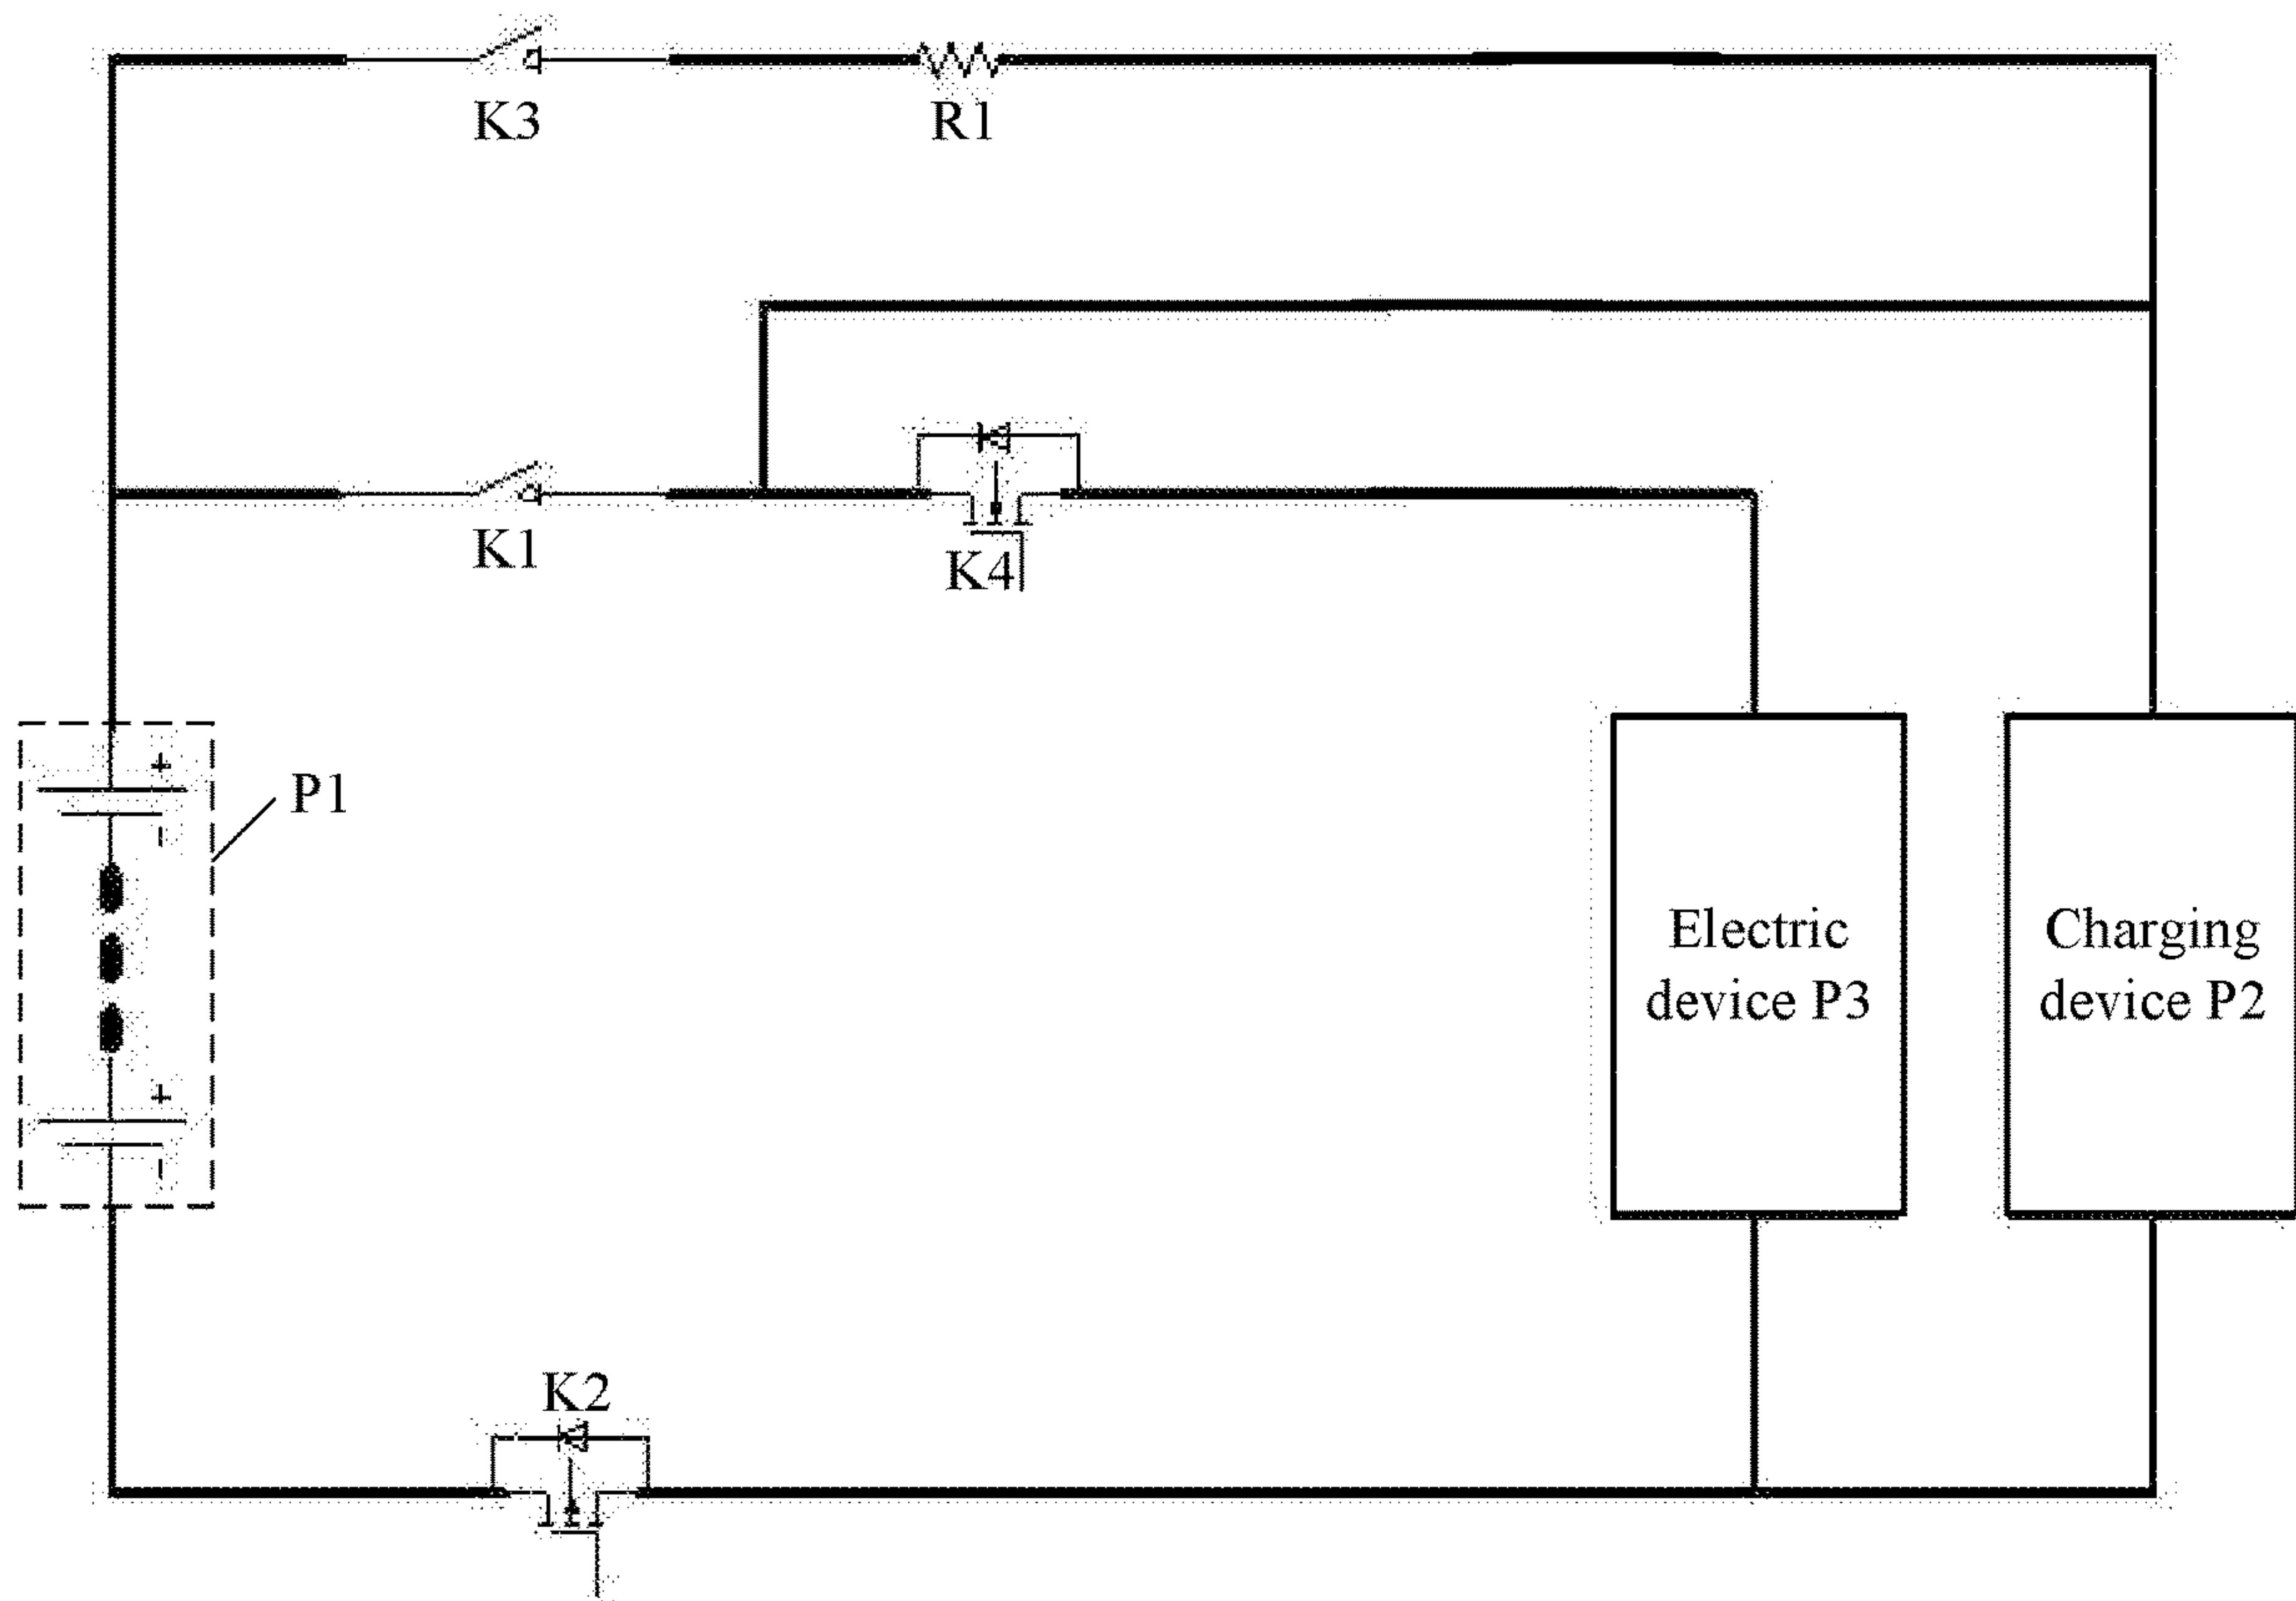 K3
R1
K1
K4
+
-
P1
+
-
Electric
device P3
Charging
device P2
K2